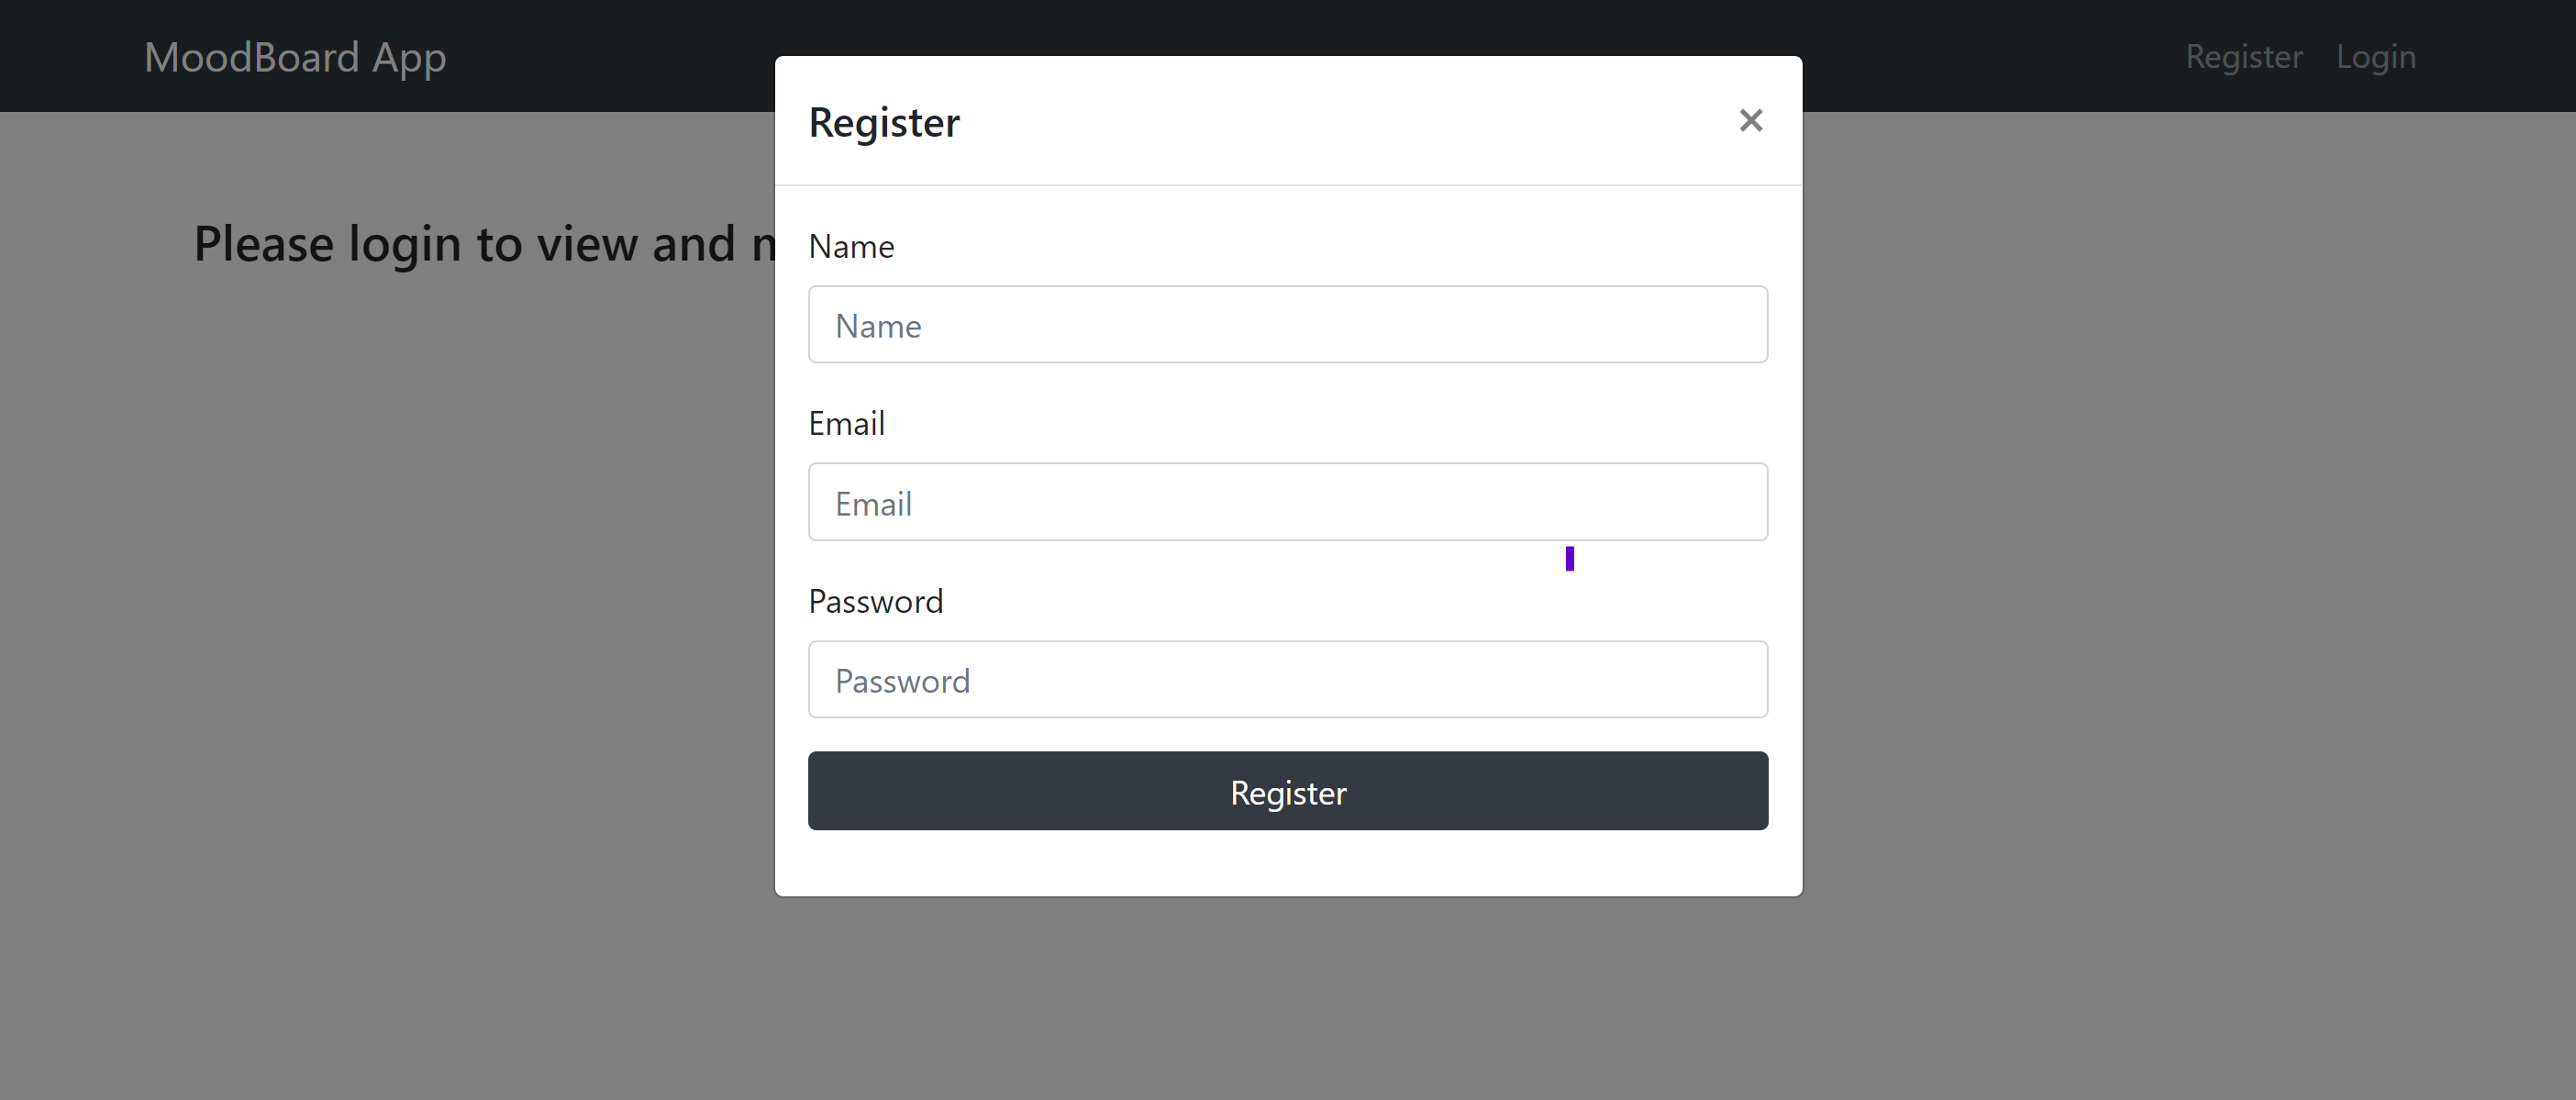 MoodBoard App
Register Login
Register ×
Please login to view and
Name
Name
Email
Email
Password
Password
Register